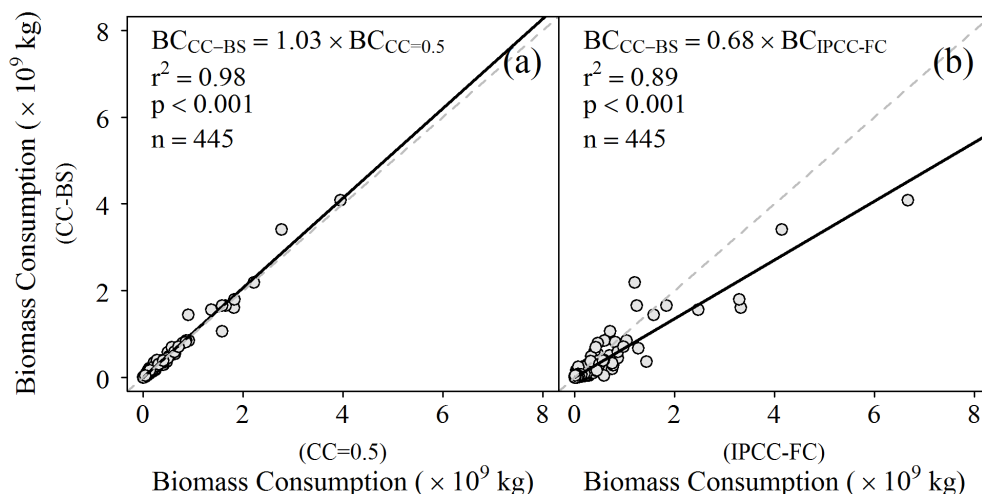 BC_CC−BS = 1.03 × BC_CC=0.5
r² = 0.98
p < 0.001
n = 445
(a)
BC_CC−BS = 0.68 × BC_IPCC-FC
r² = 0.89
p < 0.001
n = 445
(b)
Biomass Consumption ( × 10⁹ kg)
(CC-BS)
8
6
4
2
0
0 2 4 6 8
0 2 4 6 8
(CC=0.5)
Biomass Consumption ( × 10⁹ kg)
(IPCC-FC)
Biomass Consumption ( × 10⁹ kg)